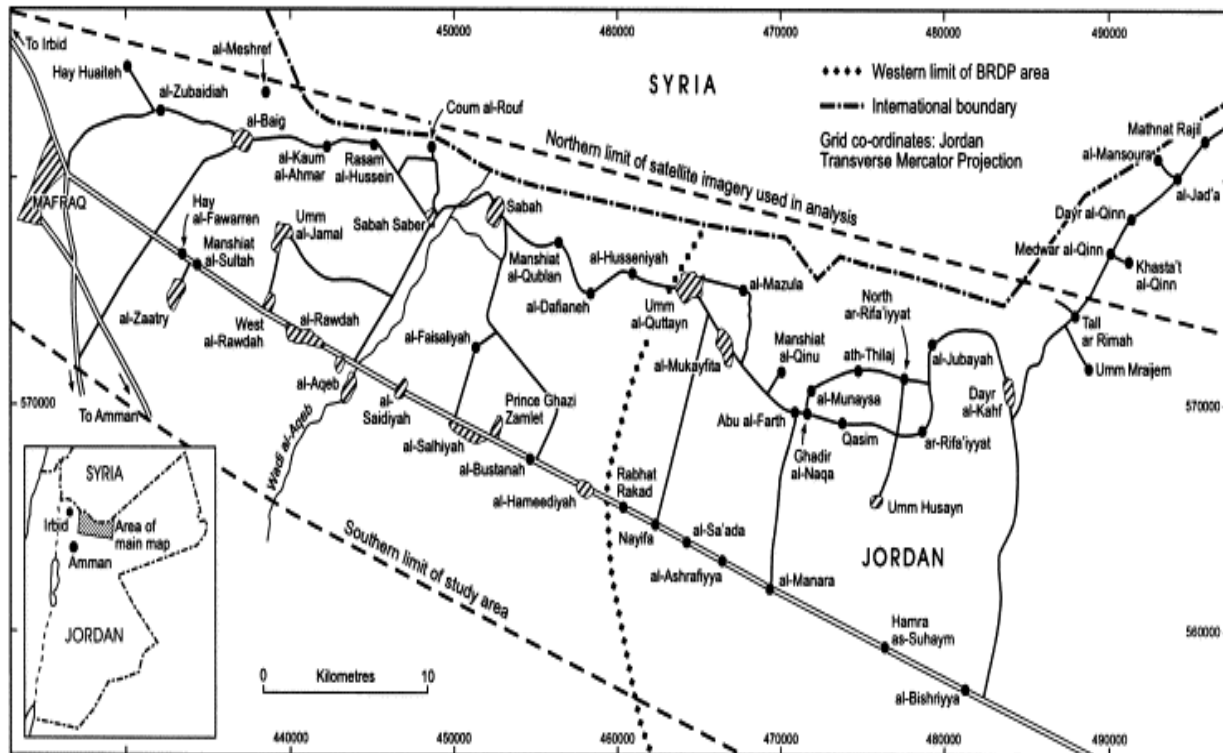 450000
460000
470000
480000
490000
To Irbid
al-Meshref
Hay Huaiteh
al-Zubaidiah
al-Baig
Coum al-Rouf
SYRIA
Western limit of BRDP area
International boundary
Grid co-ordinates: Jordan
Transverse Mercator Projection
Mathnat Rajil
al-Mansoura
al-Jad'a
al-Kaum
al-Ahmar
Rasam
al-Hussein
Northern limit of satellite imagery used in analysis
MAFRAQ
Hay
al-Fawarren
Umm
al-Jamal
Sabah Saber
Sabah
Dayr al-Qinn
Manshiat
al-Sultah
Manshiat
al-Qublan
al-Husseniyah
Medwar al-Qinn
Khasta't
al-Qinn
al-Zaatry
West
al-Rawdah
al-Rawdah
al-Dafianeh
Umm
al-Quttayn
al-Mazula
North
ar-Rifa'iyyat
al-Faisaliyah
Manshiat
al-Qinu
ath-Thilaj
al-Jubayah
Tall
ar Rimah
al-Mukayfita
Umm Mraijem
al-Aqeb
al-
Saidiyah
Prince Ghazi
Zamlet
al-Munaysa
Dayr
al-Kahf
570000
To Amman
Abu al-Farth
570000
al-Salhiyah
Qasim
ar-Rifa'iyyat
Wadi al-Aqeb
al-Bustanah
Ghadir
al-Naqa
SYRIA
Rabhat
Rakad
al-Hameediyah
Umm Husayn
Irbid
Area of
main map
Nayifa
al-Sa'ada
JORDAN
Amman
Southern limit of study area
al-Ashrafiyya
al-Manara
JORDAN
Hamra
as-Suhaym
560000
0
Kilometres
10
al-Bishriyya
440000
450000
460000
470000
480000
490000